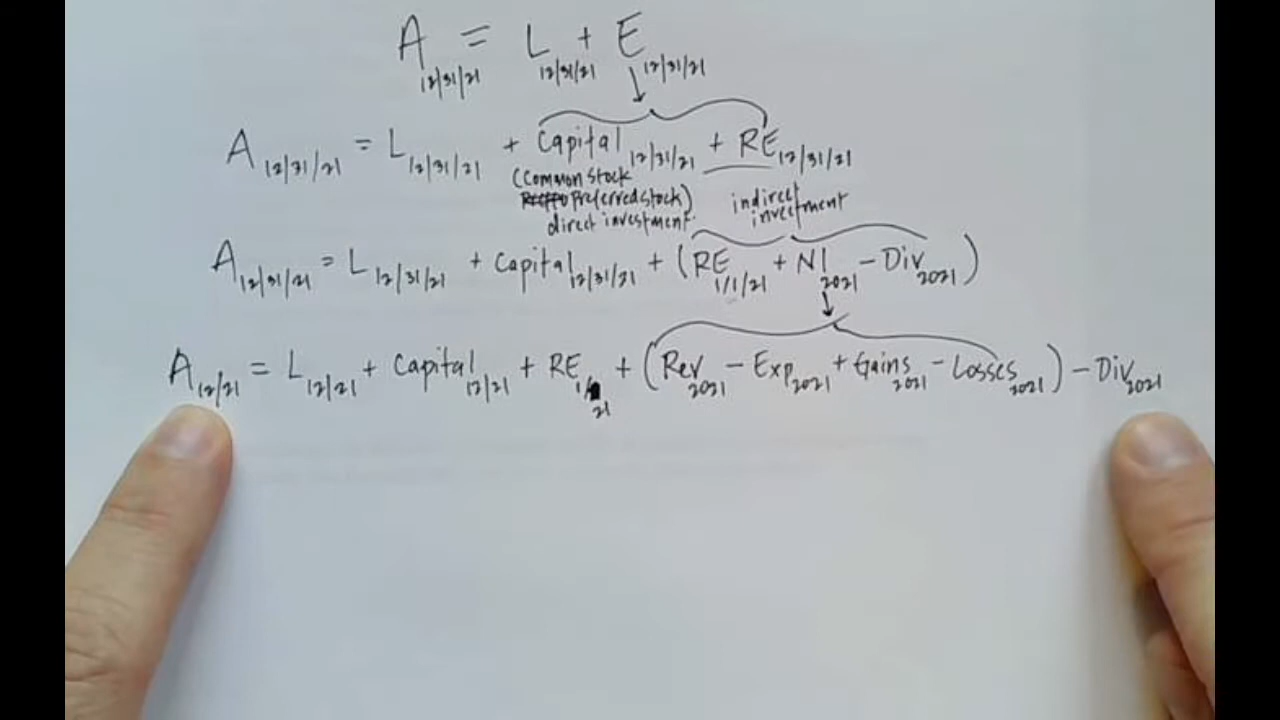 A 12/31/21 = L 12/31/21 + E 12/31/21
A 12/31/21 = L 12/31/21 + Capital 12/31/21 + RE 12/31/21
(Common Stock
Preferred Stock)
direct investment
indirect
investment
A 12/31/21 = L 12/31/21 + Capital 12/31/21 + (RE 1/1/21 + NI 2021 - Div 2021)
A 12/21 = L 12/21 + Capital 12/21 + RE 1/21 + (Rev 2021 - Exp 2021 + Gains 2021 - Losses 2021) - Div 2021